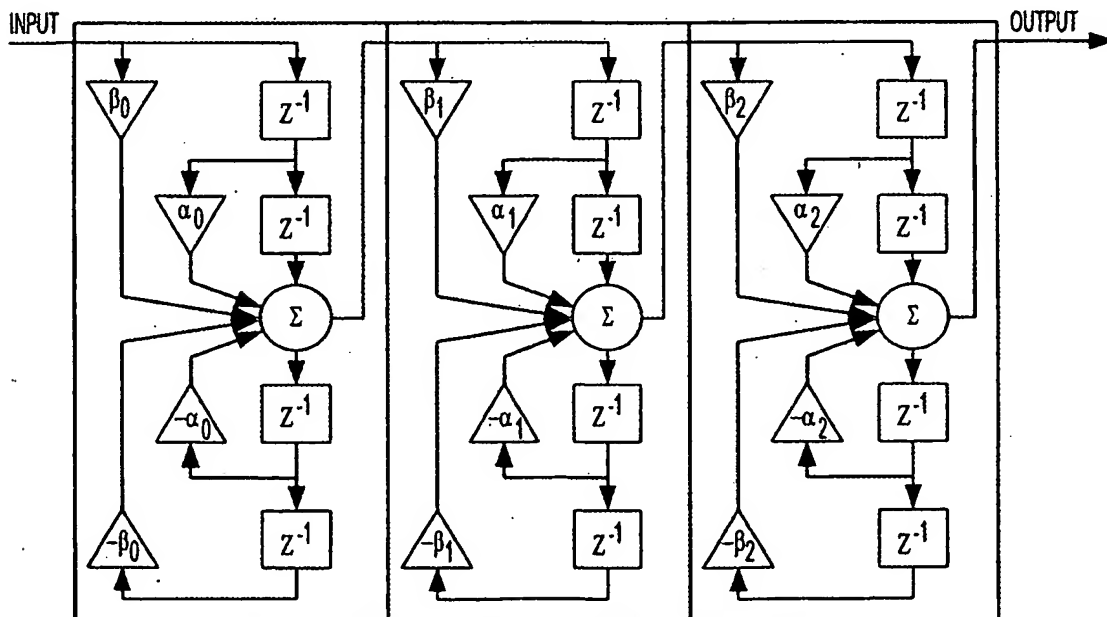 INPUT
OUTPUT
β₀ Z⁻¹ β₁ Z⁻¹ β₂ Z⁻¹
α₀ Z⁻¹ α₁ Z⁻¹ α₂ Z⁻¹
Σ Σ Σ
-α₀ Z⁻¹ -α₁ Z⁻¹ -α₂ Z⁻¹
-β₀ Z⁻¹ -β₁ Z⁻¹ -β₂ Z⁻¹